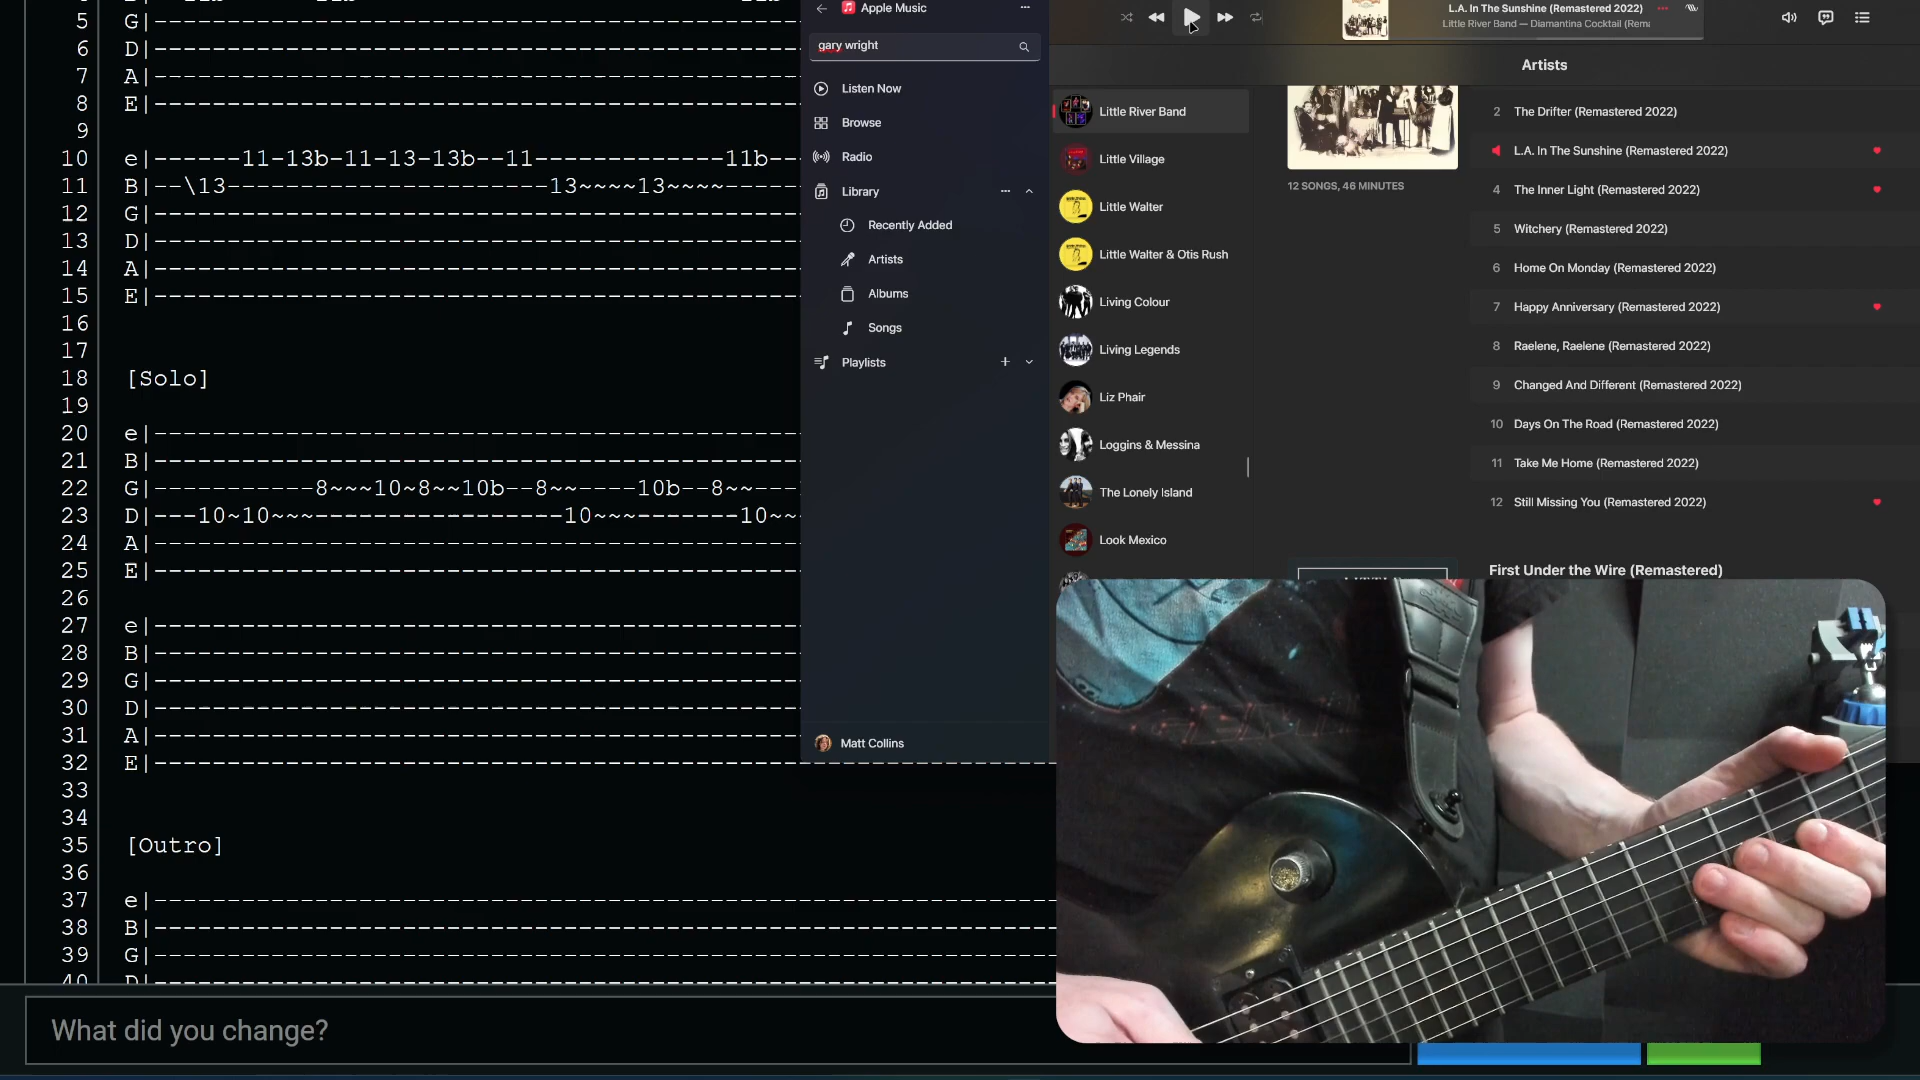 5 G|---------------------------------------------
6 D|---------------------------------------------
7 A|---------------------------------------------
8 E|---------------------------------------------
9
10 e|------11-13b-11-13-13b--11-------------11b--
11 B|--\13----------------------13~~~~13~~~~-----
12 G|---------------------------------------------
13 D|---------------------------------------------
14 A|---------------------------------------------
15 E|---------------------------------------------
16
17
18 [Solo]
19
20 e|---------------------------------------------
21 B|---------------------------------------------
22 G|-----------8~~~10~8~~10b--8~~----10b--8~~---
23 D|---10~10~~~-----------------10~~~-------10~~-
24 A|---------------------------------------------
25 E|---------------------------------------------
26
27 e|---------------------------------------------
28 B|---------------------------------------------
29 G|---------------------------------------------
30 D|---------------------------------------------
31 A|---------------------------------------------
32 E|--------------------------------------------------------------
33
34
35 [Outro]
36
37 e|--------------------------------------------------------------
38 B|--------------------------------------------------------------
39 G|--------------------------------------------------------------
40 D|--------------------------------------------------------------
What did you change?
Apple Music
gary wright
Listen Now
Browse
Radio
Library
Recently Added
Artists
Albums
Songs
Playlists
Matt Collins
L.A. In The Sunshine (Remastered 2022)
Little River Band — Diamantina Cocktail (Rema
Artists
Little River Band
Little Village
Little Walter
Little Walter & Otis Rush
Living Colour
Living Legends
Liz Phair
Loggins & Messina
The Lonely Island
Look Mexico
12 SONGS, 46 MINUTES
2 The Drifter (Remastered 2022)
L.A. In The Sunshine (Remastered 2022)
4 The Inner Light (Remastered 2022)
5 Witchery (Remastered 2022)
6 Home On Monday (Remastered 2022)
7 Happy Anniversary (Remastered 2022)
8 Raelene, Raelene (Remastered 2022)
9 Changed And Different (Remastered 2022)
10 Days On The Road (Remastered 2022)
11 Take Me Home (Remastered 2022)
12 Still Missing You (Remastered 2022)
First Under the Wire (Remastered)